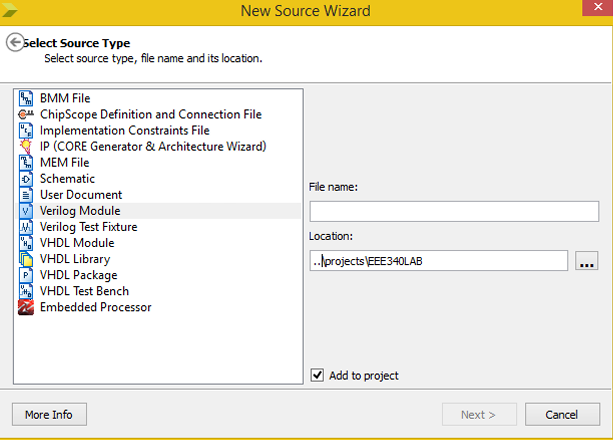 New Source Wizard
Select Source Type
Select source type, file name and its location.
BMM File
ChipScope Definition and Connection File
Implementation Constraints File
IP (CORE Generator & Architecture Wizard)
MEM File
Schematic
User Document
Verilog Module
Verilog Test Fixture
VHDL Module
VHDL Library
VHDL Package
VHDL Test Bench
Embedded Processor
File name:
Location:
..\projects\EEE340LAB
...
Add to project
More Info
Next >
Cancel